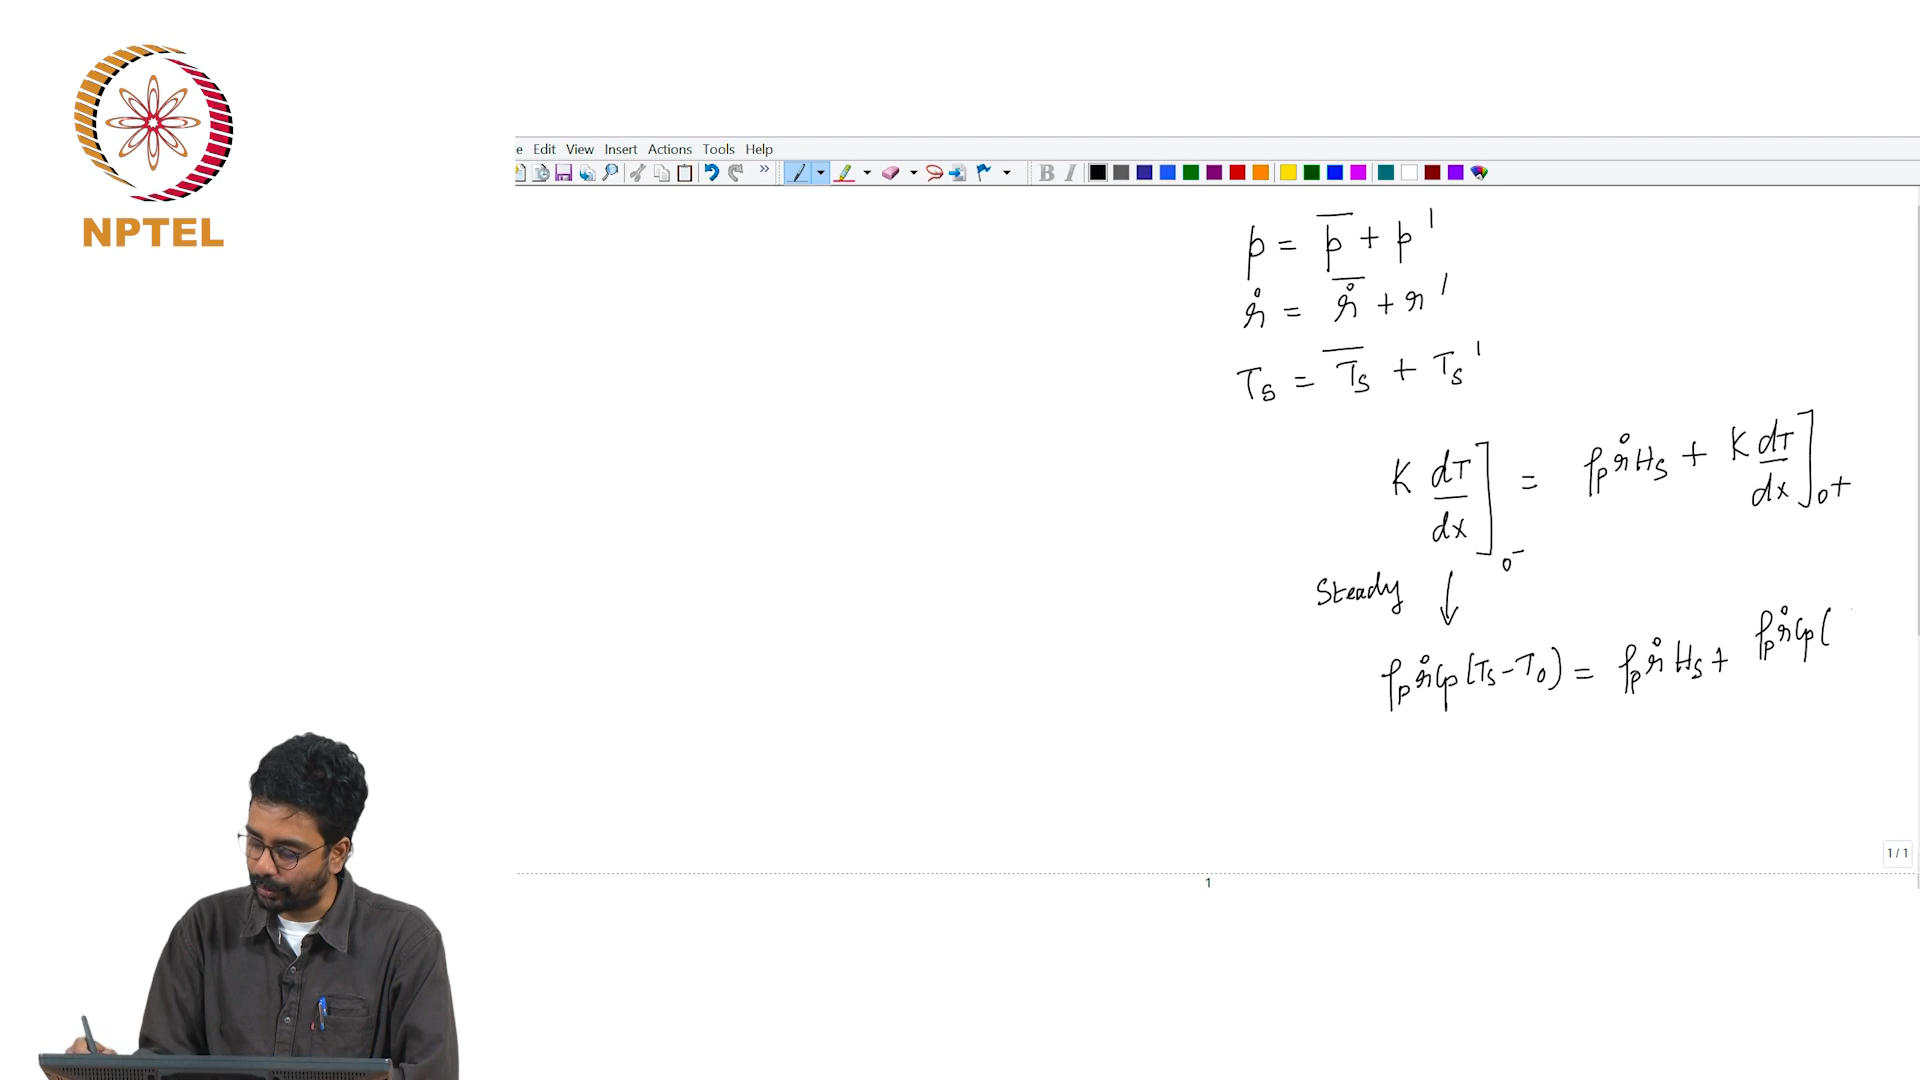 NPTEL
e Edit View Insert Actions Tools Help
B I
p = p̅ + p'
ṙ = ṙ̅ + r'
Ts = T̅s + Ts'
K dT/dx]0⁻ = ρp ṙ Hs + K dT/dx]0+
Steady ↓
ρp ṙ Cp (Ts - T0) = ρp ṙ Hs + ρp ṙ Cp (
1 / 1
1